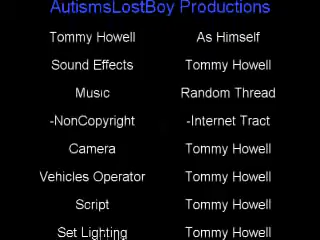 AutismsLostBoy Productions
Tommy Howell As Himself
Sound Effects Tommy Howell
Music Random Thread
-NonCopyright -Internet Tract
Camera Tommy Howell
Vehicles Operator Tommy Howell
Script Tommy Howell
Set Lighting Tommy Howell